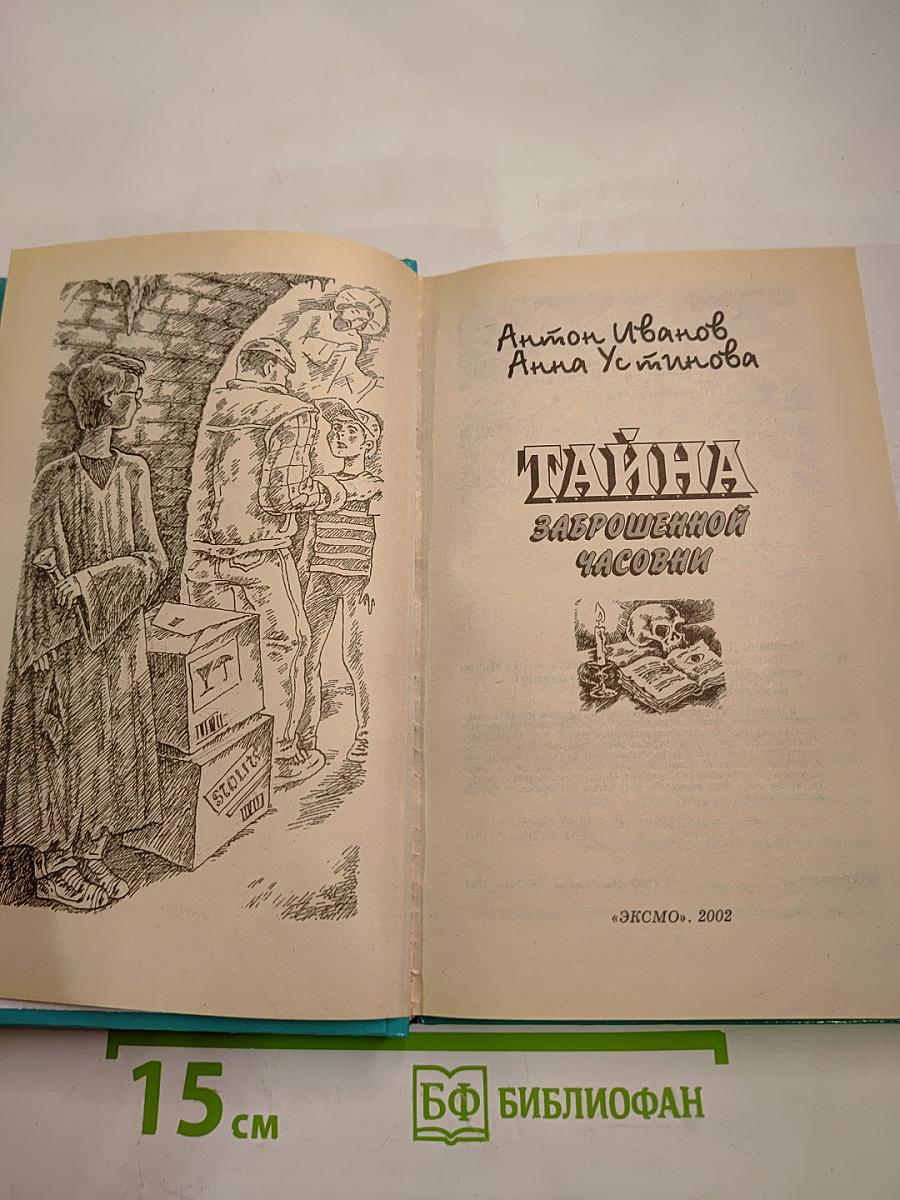 Антон Иванов
Анна Устинова
ТАЙНА
ЗАБРОШЕННОЙ
ЧАСОВНИ
«ЭКСМО». 2002
15 см
БФ БИБЛИОФАН